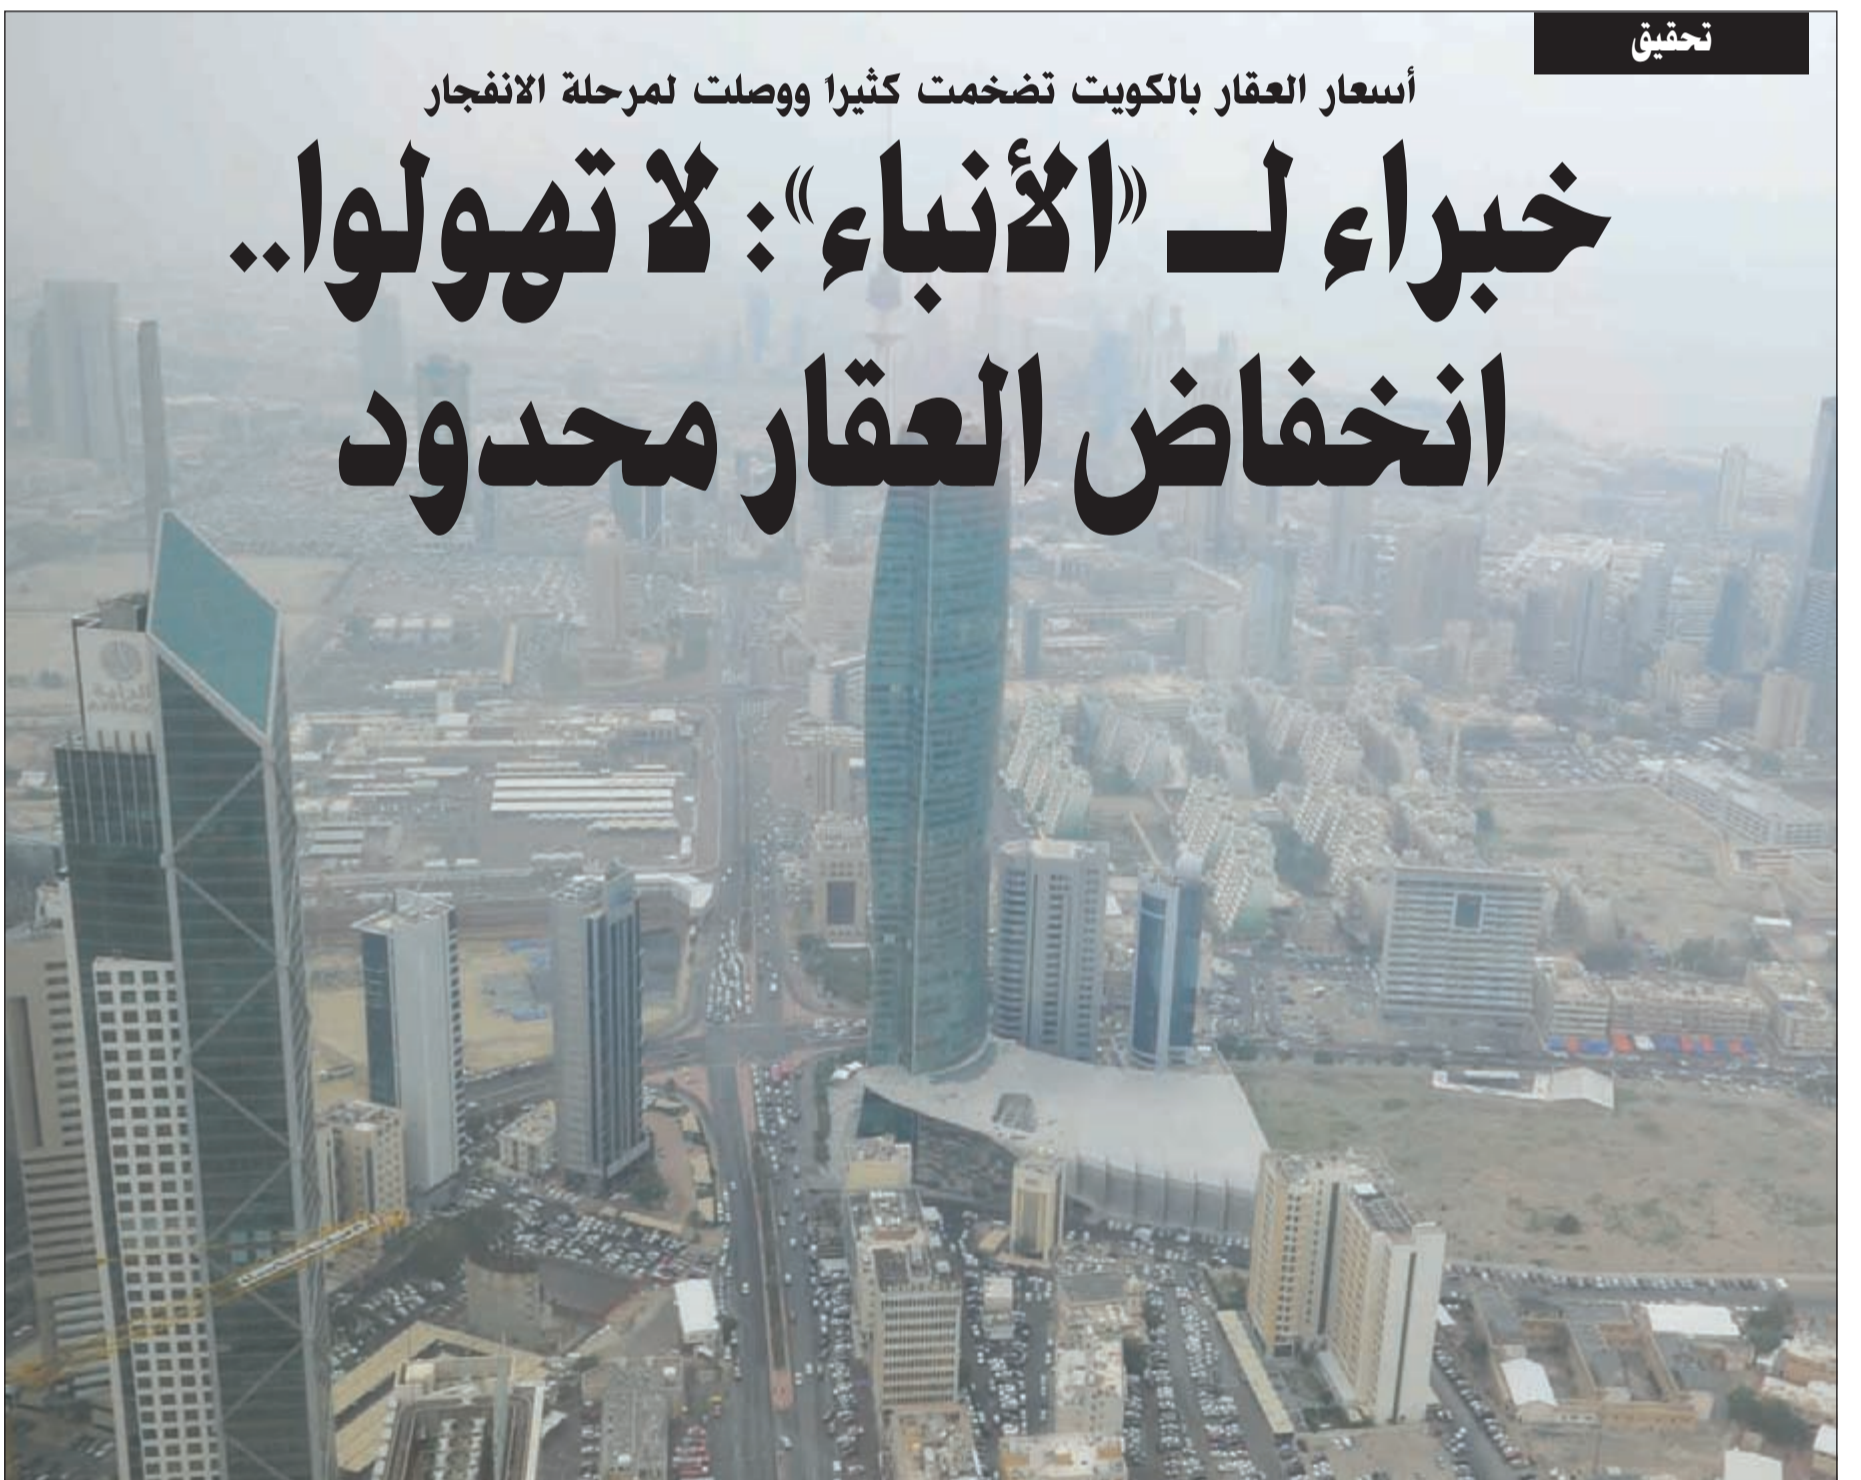 تحقيق
أسعار العقار بالكويت تضخمت كثيراً ووصلت لمرحلة الانفجار
خبراء لـ «الأنباء»: لا تهولوا..
انخفاض العقار محدود